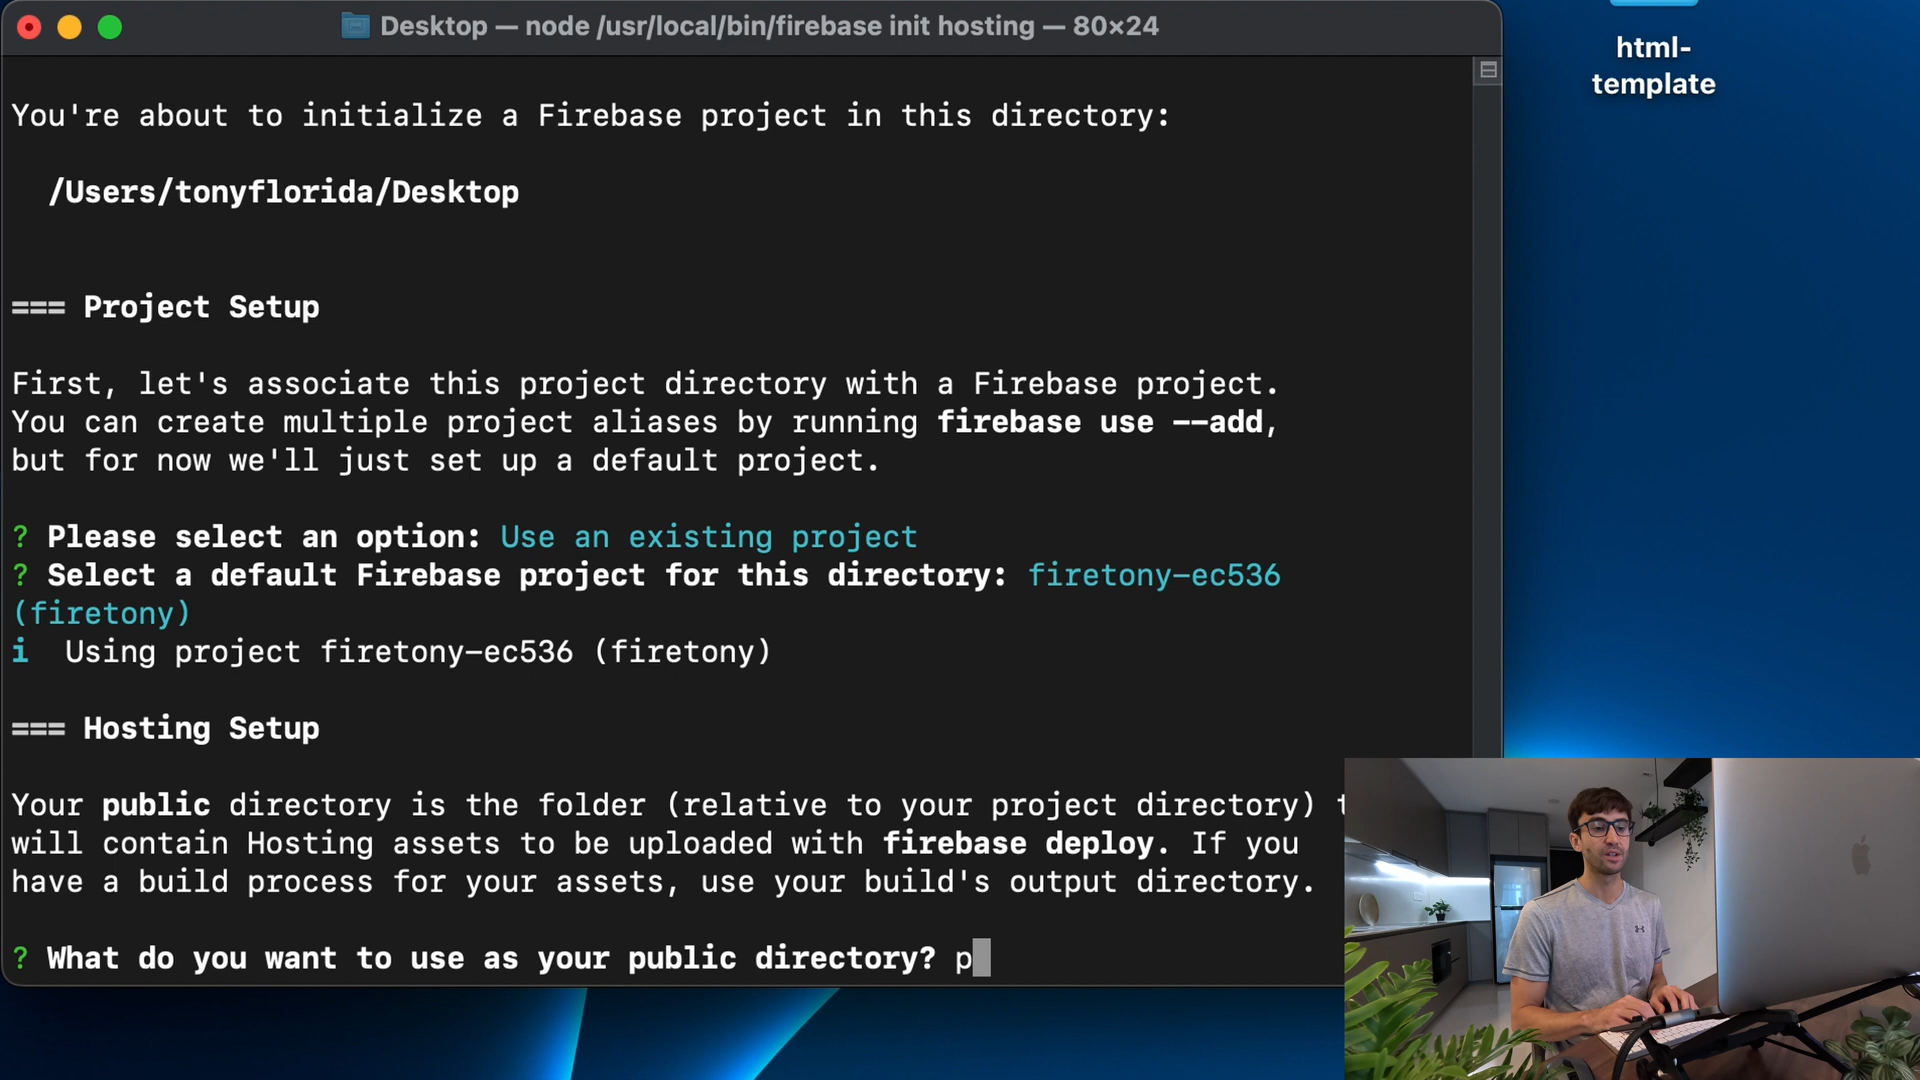 Desktop — node /usr/local/bin/firebase init hosting — 80×24
html-
template
You're about to initialize a Firebase project in this directory:
/Users/tonyflorida/Desktop
=== Project Setup
First, let's associate this project directory with a Firebase project.
You can create multiple project aliases by running firebase use --add,
but for now we'll just set up a default project.
? Please select an option: Use an existing project
? Select a default Firebase project for this directory: firetony-ec536
(firetony)
i  Using project firetony-ec536 (firetony)
=== Hosting Setup
Your public directory is the folder (relative to your project directory)
will contain Hosting assets to be uploaded with firebase deploy. If you
have a build process for your assets, use your build's output directory.
? What do you want to use as your public directory? p